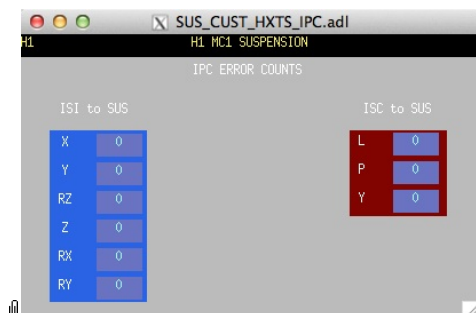 SUS_CUST_HXTS_IPC.adl
H1 H1 MC1 SUSPENSION
IPC ERROR COUNTS
ISI to SUS ISC to SUS
X 0 L 0
Y 0 P 0
RZ 0 Y 0
Z 0
RX 0
RY 0